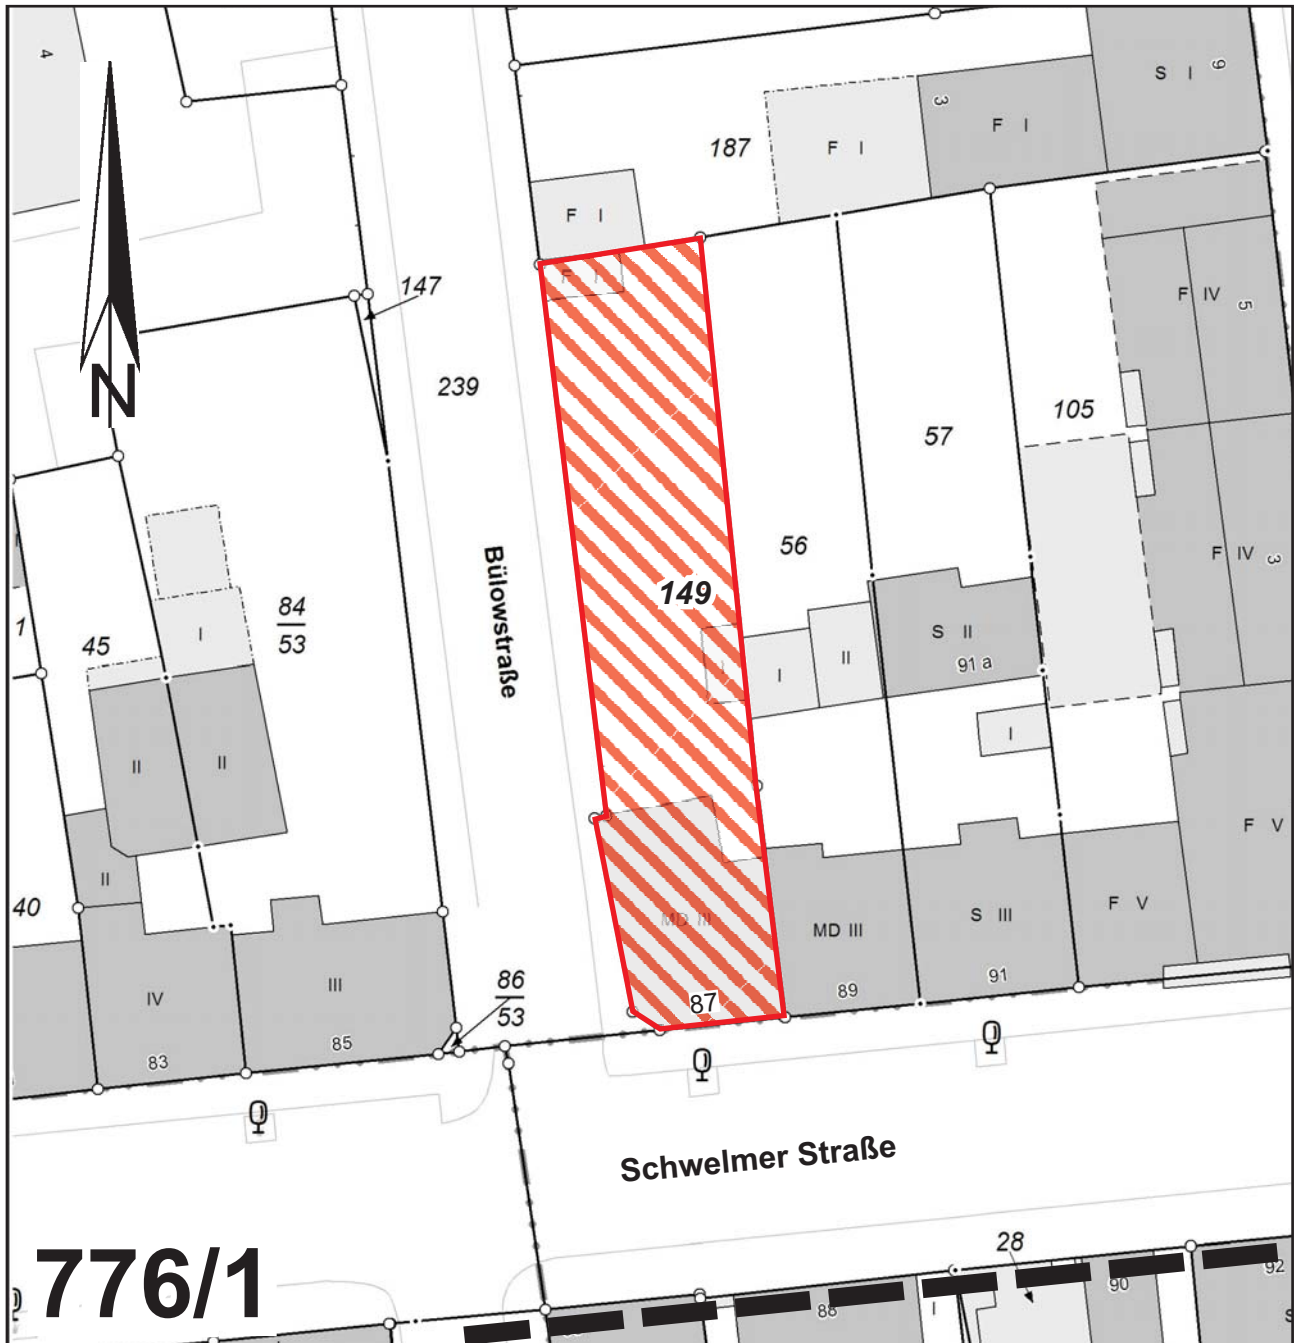 4
S I
9
3
F I
187
F I
F I
F I
147
N
239
F IV
5
105
57
56
Bülowstraße
149
F IV
3
84
53
1
45
I
S II
91 a
II
I
I
I
II
II
F V
II
40
MD III
MD III
S III
F V
IV
III
86
53
87
89
91
83
85
Schwelmer Straße
28
776/1
88
90
92
I